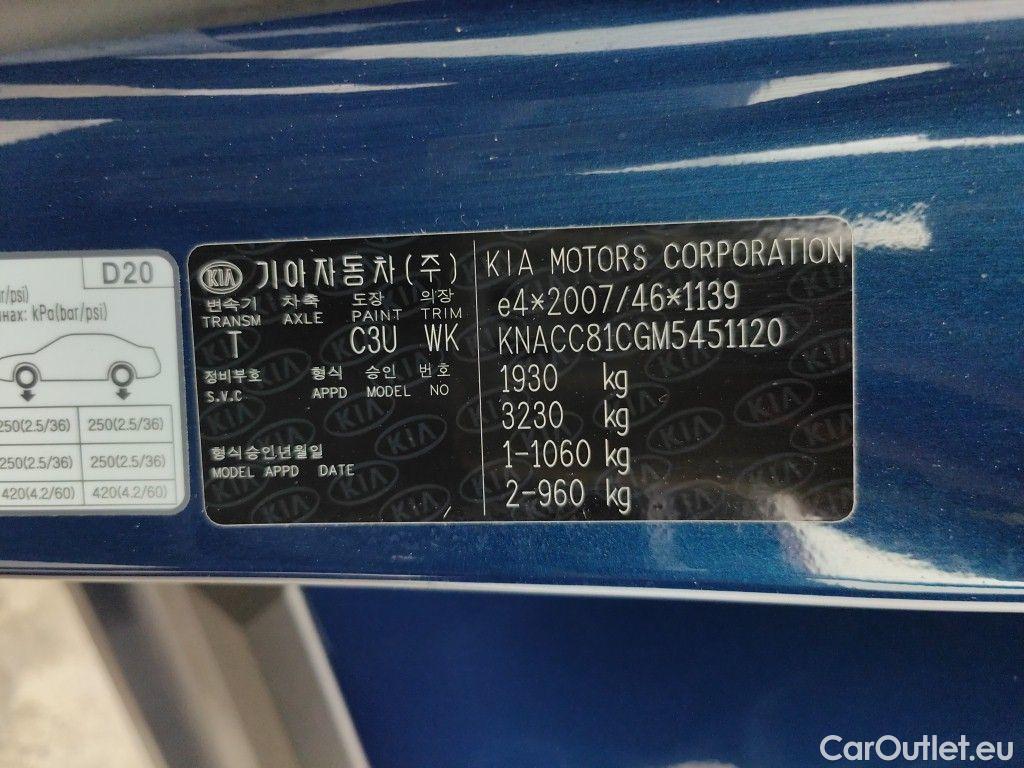 D20
/psi)
инах: kPa(bar/psi)
250(2.5/36) 250(2.5/36)
250(2.5/36) 250(2.5/36)
420(4.2/60) 420(4.2/60)
KIA 기아자동차(주)
변속기 차축 도장 의장
TRANSM AXLE PAINT TRIM
T C3U WK
정비부호 형식 승인 번호
S.V.C APPD MODEL NO
형식승인년월일
MODEL APPD DATE
KIA MOTORS CORPORATION
e4*2007/46*1139
KNACC81CGM5451120
1930 kg
3230 kg
1-1060 kg
2-960 kg
CarOutlet.eu